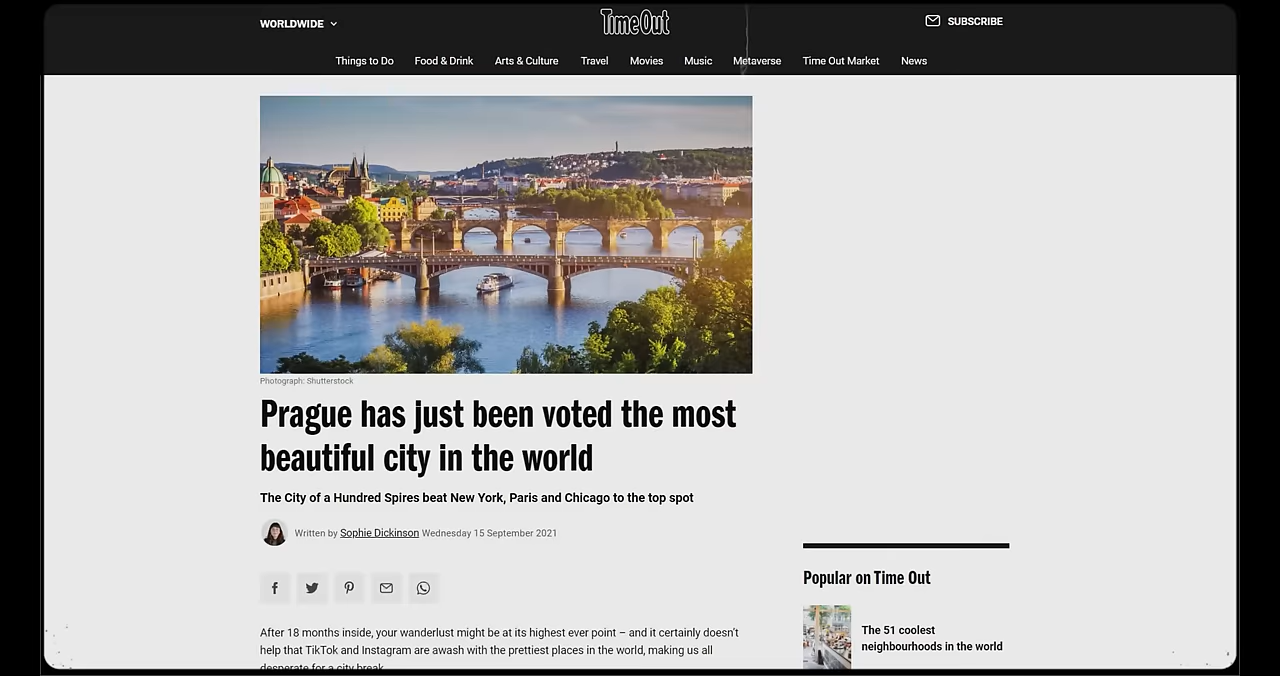 WORLDWIDE
TimeOut
SUBSCRIBE
Things to Do Food & Drink Arts & Culture Travel Movies Music Metaverse Time Out Market News
Photograph: Shutterstock
Prague has just been voted the most
beautiful city in the world
The City of a Hundred Spires beat New York, Paris and Chicago to the top spot
Written by Sophie Dickinson Wednesday 15 September 2021
After 18 months inside, your wanderlust might be at its highest ever point – and it certainly doesn't
help that TikTok and Instagram are awash with the prettiest places in the world, making us all
desperate for a city break.
Popular on Time Out
The 51 coolest
neighbourhoods in the world